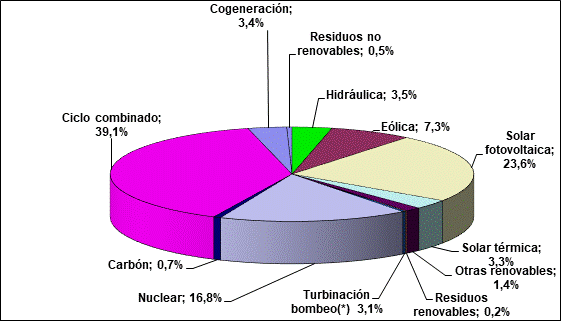 Cogeneración;
3,4%
Residuos no
renovables; 0,5%
Hidráulica; 3,5%
Eólica; 7,3%
Solar
fotovoltaica;
23,6%
Solar térmica;
3,3%
Otras renovables;
1,4%
Residuos
renovables; 0,2%
Turbinación
bombeo(*) 3,1%
Nuclear; 16,8%
Carbón; 0,7%
Ciclo combinado;
39,1%